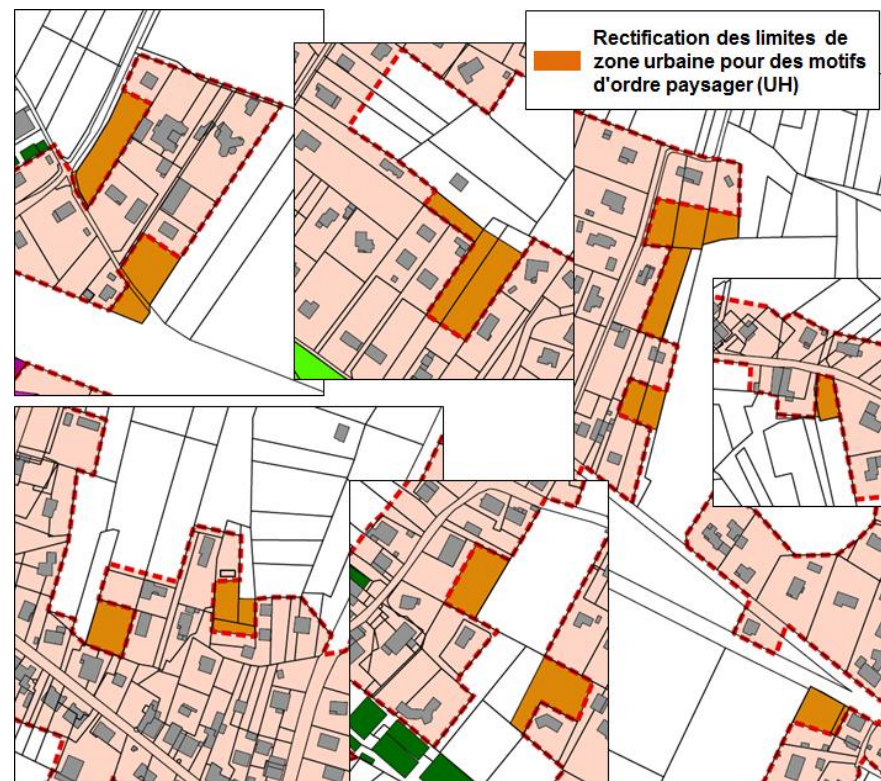 Rectification des limites de
zone urbaine pour des motifs
d'ordre paysager (UH)